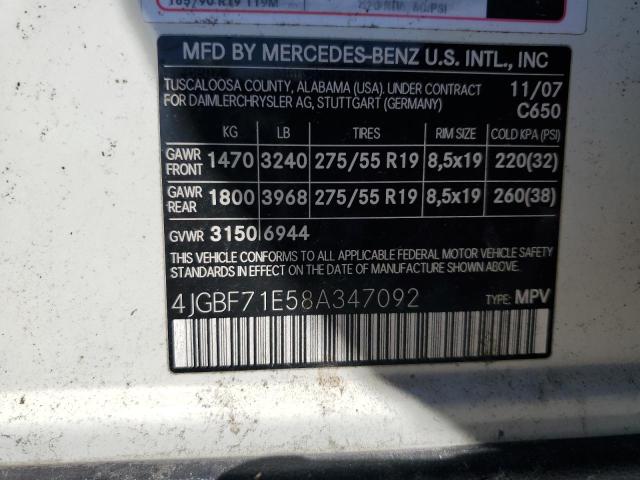 165/90 R19 119M
MFD BY MERCEDES-BENZ U.S. INTL., INC
TUSCALOOSA COUNTY, ALABAMA (USA). UNDER CONTRACT 11/07
FOR DAIMLERCHRYSLER AG, STUTTGART (GERMANY) C650
KG LB TIRES RIM SIZE COLD KPA (PSI)
GAWR FRONT 1470 3240 275/55 R19 8,5x19 220(32)
GAWR REAR 1800 3968 275/55 R19 8,5x19 260(38)
GVWR 3150 6944
THIS VEHICLE CONFORMS TO ALL APPLICABLE FEDERAL MOTOR VEHICLE SAFETY
STANDARDS IN EFFECT ON THE DATE OF MANUFACTURE SHOWN ABOVE.
4JGBF71E58A347092 TYPE: MPV